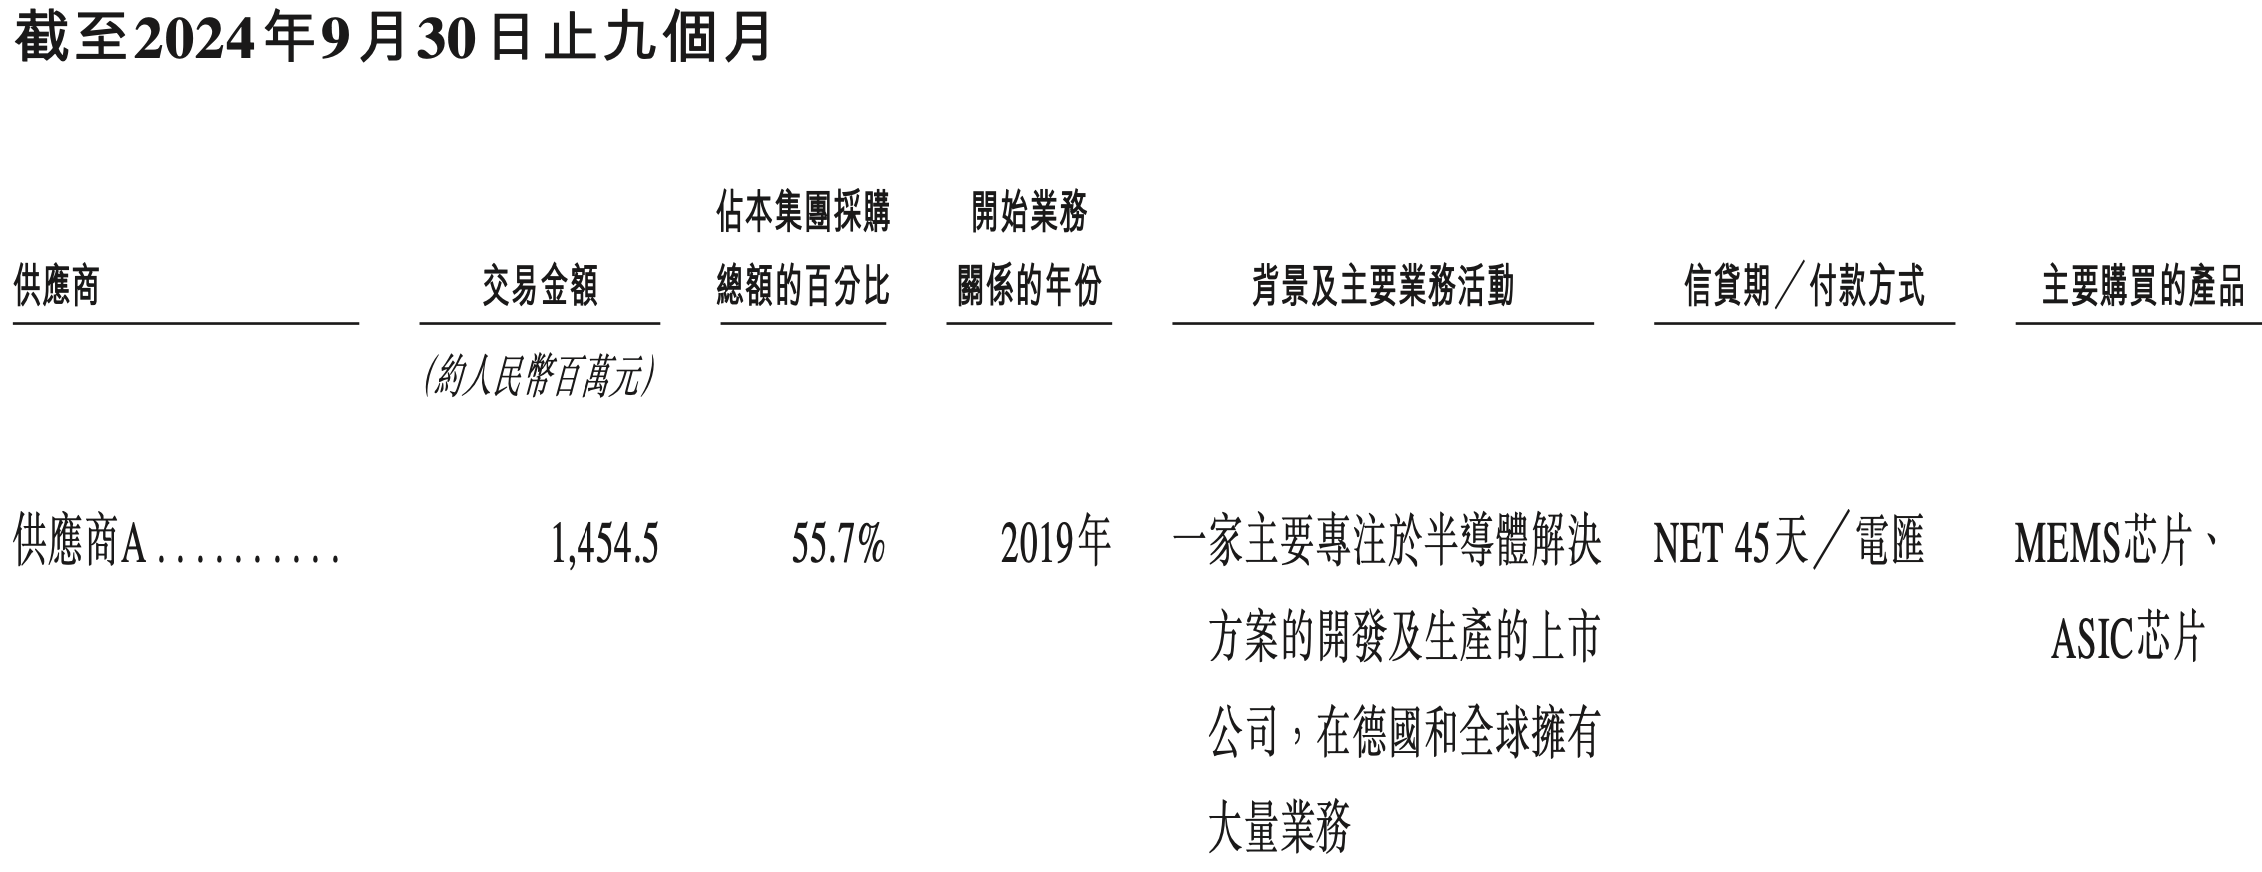 截至2024年9月30日止九個月
佔本集團採購 開始業務
供應商 交易金額 總額的百分比 關係的年份 背景及主要業務活動 信貸期／付款方式 主要購買的產品
(約人民幣百萬元)
供應商A.......... 1,454.5 55.7% 2019年 一家主要專注於半導體解決 NET 45天／電匯 MEMS芯片、
方案的開發及生產的上市 ASIC芯片
公司，在德國和全球擁有
大量業務